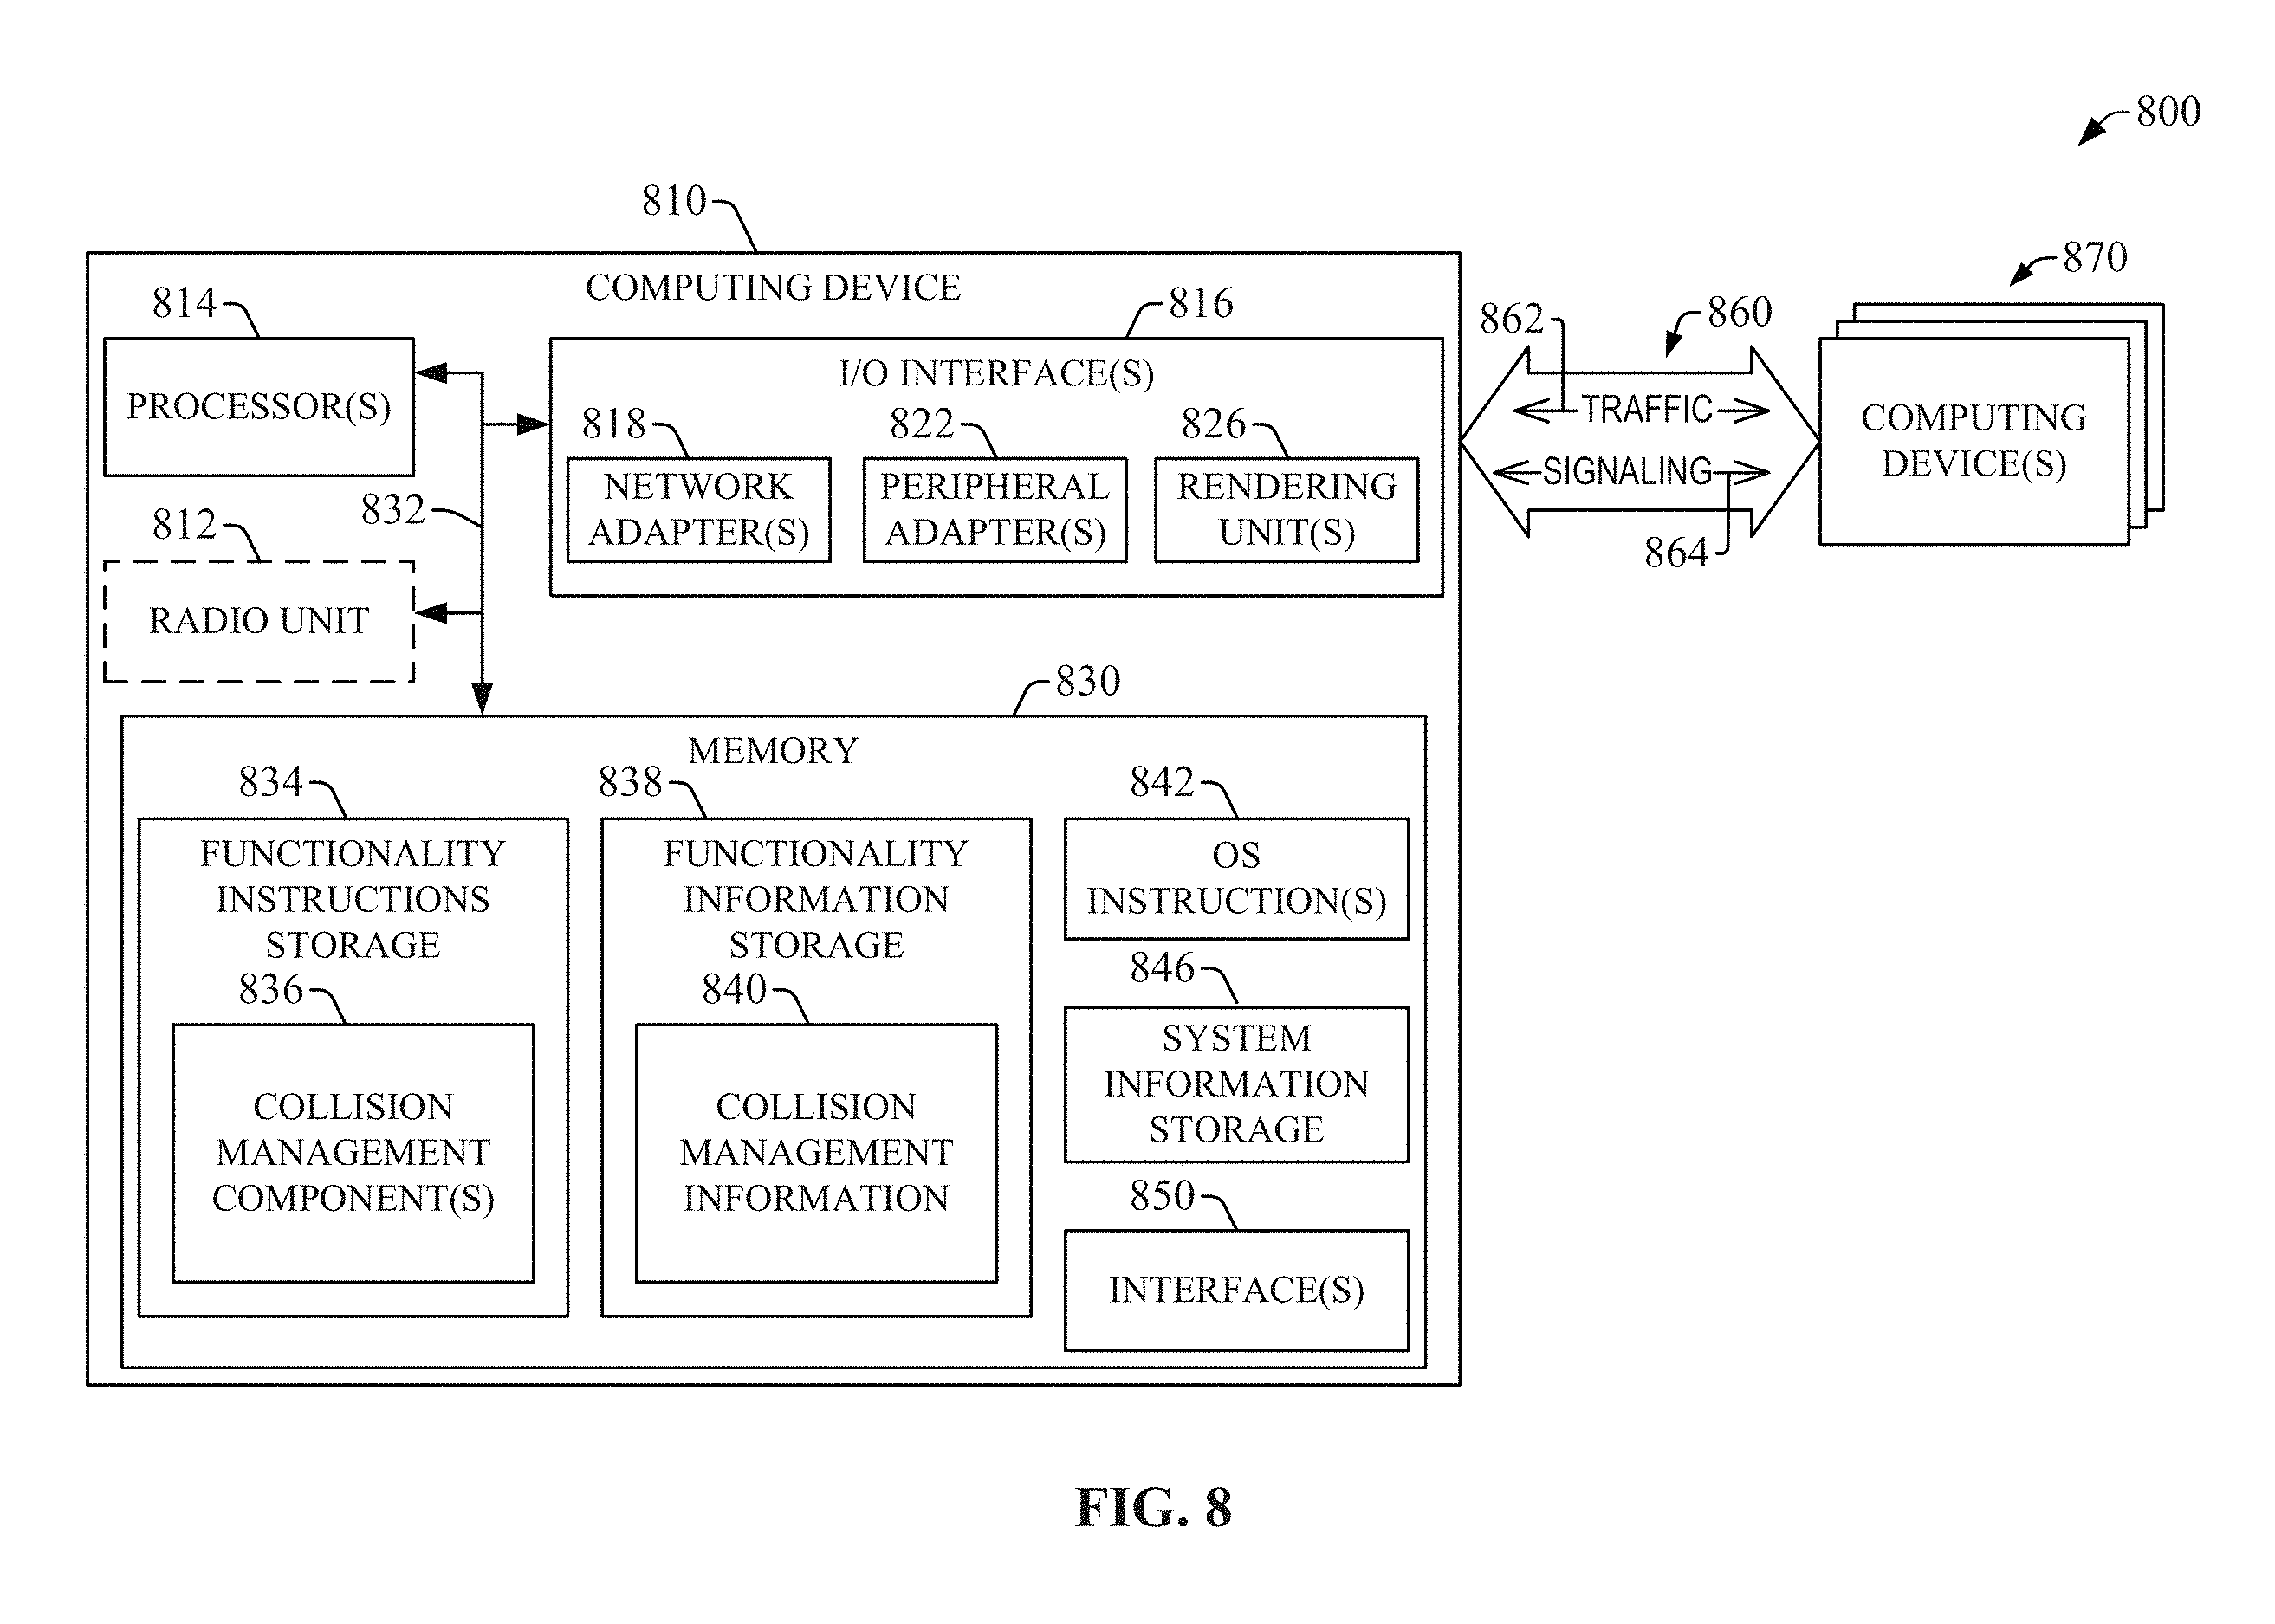 800
810
COMPUTING DEVICE
814
PROCESSOR(S)
816
I/O INTERFACE(S)
818
NETWORK
ADAPTER(S)
822
PERIPHERAL
ADAPTER(S)
826
RENDERING
UNIT(S)
832
812
RADIO UNIT
862
860
TRAFFIC
SIGNALING
864
870
COMPUTING
DEVICE(S)
830
MEMORY
834
FUNCTIONALITY
INSTRUCTIONS
STORAGE
836
COLLISION
MANAGEMENT
COMPONENT(S)
838
FUNCTIONALITY
INFORMATION
STORAGE
840
COLLISION
MANAGEMENT
INFORMATION
842
OS
INSTRUCTION(S)
846
SYSTEM
INFORMATION
STORAGE
850
INTERFACE(S)
FIG. 8